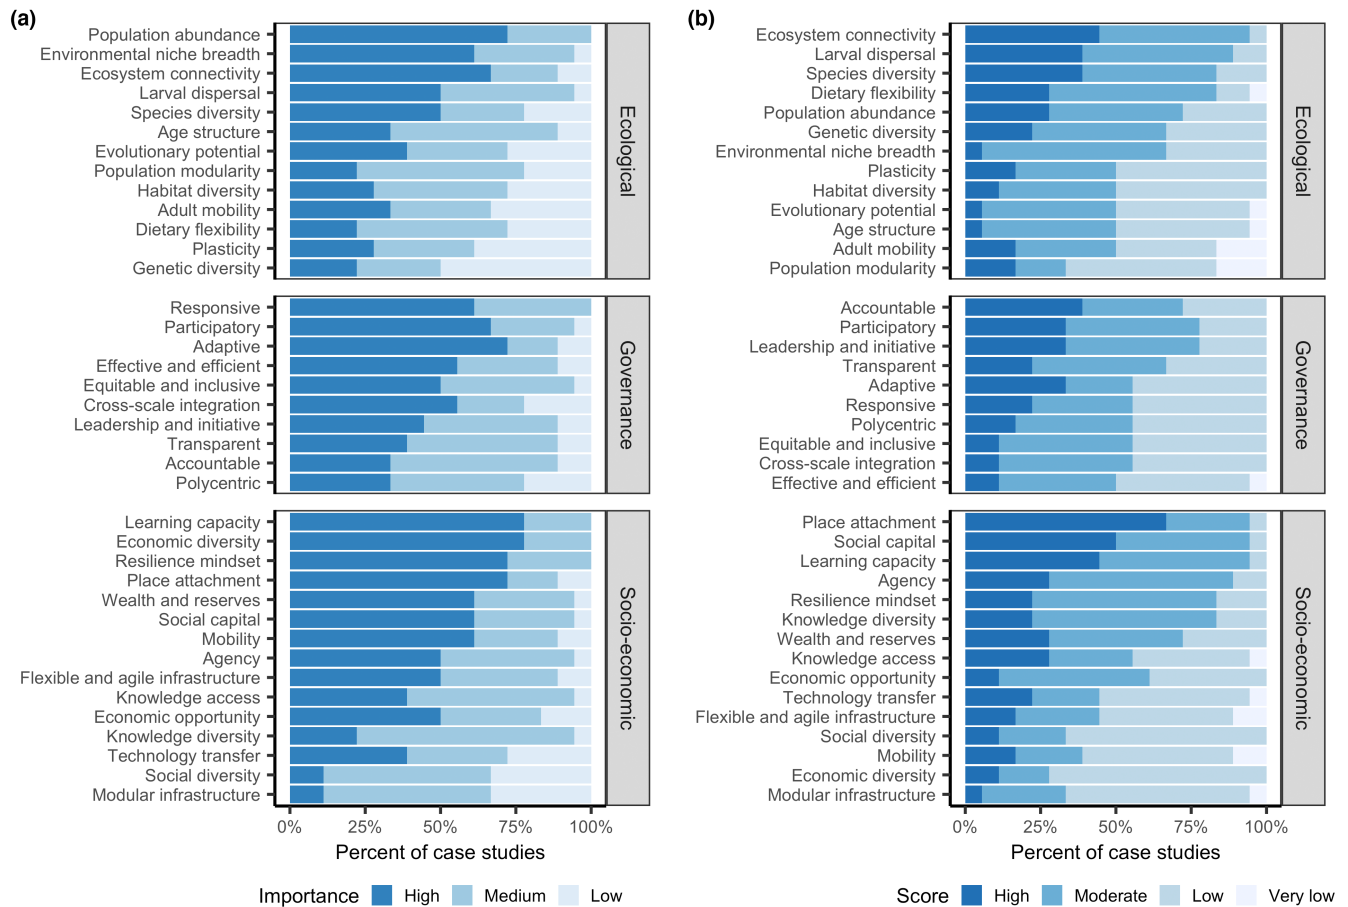 (a)
Population abundance
Environmental niche breadth
Ecosystem connectivity
Larval dispersal
Species diversity
Age structure
Evolutionary potential
Population modularity
Habitat diversity
Adult mobility
Dietary flexibility
Plasticity
Genetic diversity
Ecological
Responsive
Participatory
Adaptive
Effective and efficient
Equitable and inclusive
Cross-scale integration
Leadership and initiative
Transparent
Accountable
Polycentric
Governance
Learning capacity
Economic diversity
Resilience mindset
Place attachment
Wealth and reserves
Social capital
Mobility
Agency
Flexible and agile infrastructure
Knowledge access
Economic opportunity
Knowledge diversity
Technology transfer
Social diversity
Modular infrastructure
Socio-economic
0% 25% 50% 75% 100%
Percent of case studies
Importance High Medium Low
(b)
Ecosystem connectivity
Larval dispersal
Species diversity
Dietary flexibility
Population abundance
Genetic diversity
Environmental niche breadth
Plasticity
Habitat diversity
Evolutionary potential
Age structure
Adult mobility
Population modularity
Ecological
Accountable
Participatory
Leadership and initiative
Transparent
Adaptive
Responsive
Polycentric
Equitable and inclusive
Cross-scale integration
Effective and efficient
Governance
Place attachment
Social capital
Learning capacity
Agency
Resilience mindset
Knowledge diversity
Wealth and reserves
Knowledge access
Economic opportunity
Technology transfer
Flexible and agile infrastructure
Social diversity
Mobility
Economic diversity
Modular infrastructure
Socio-economic
0% 25% 50% 75% 100%
Percent of case studies
Score High Moderate Low Very low